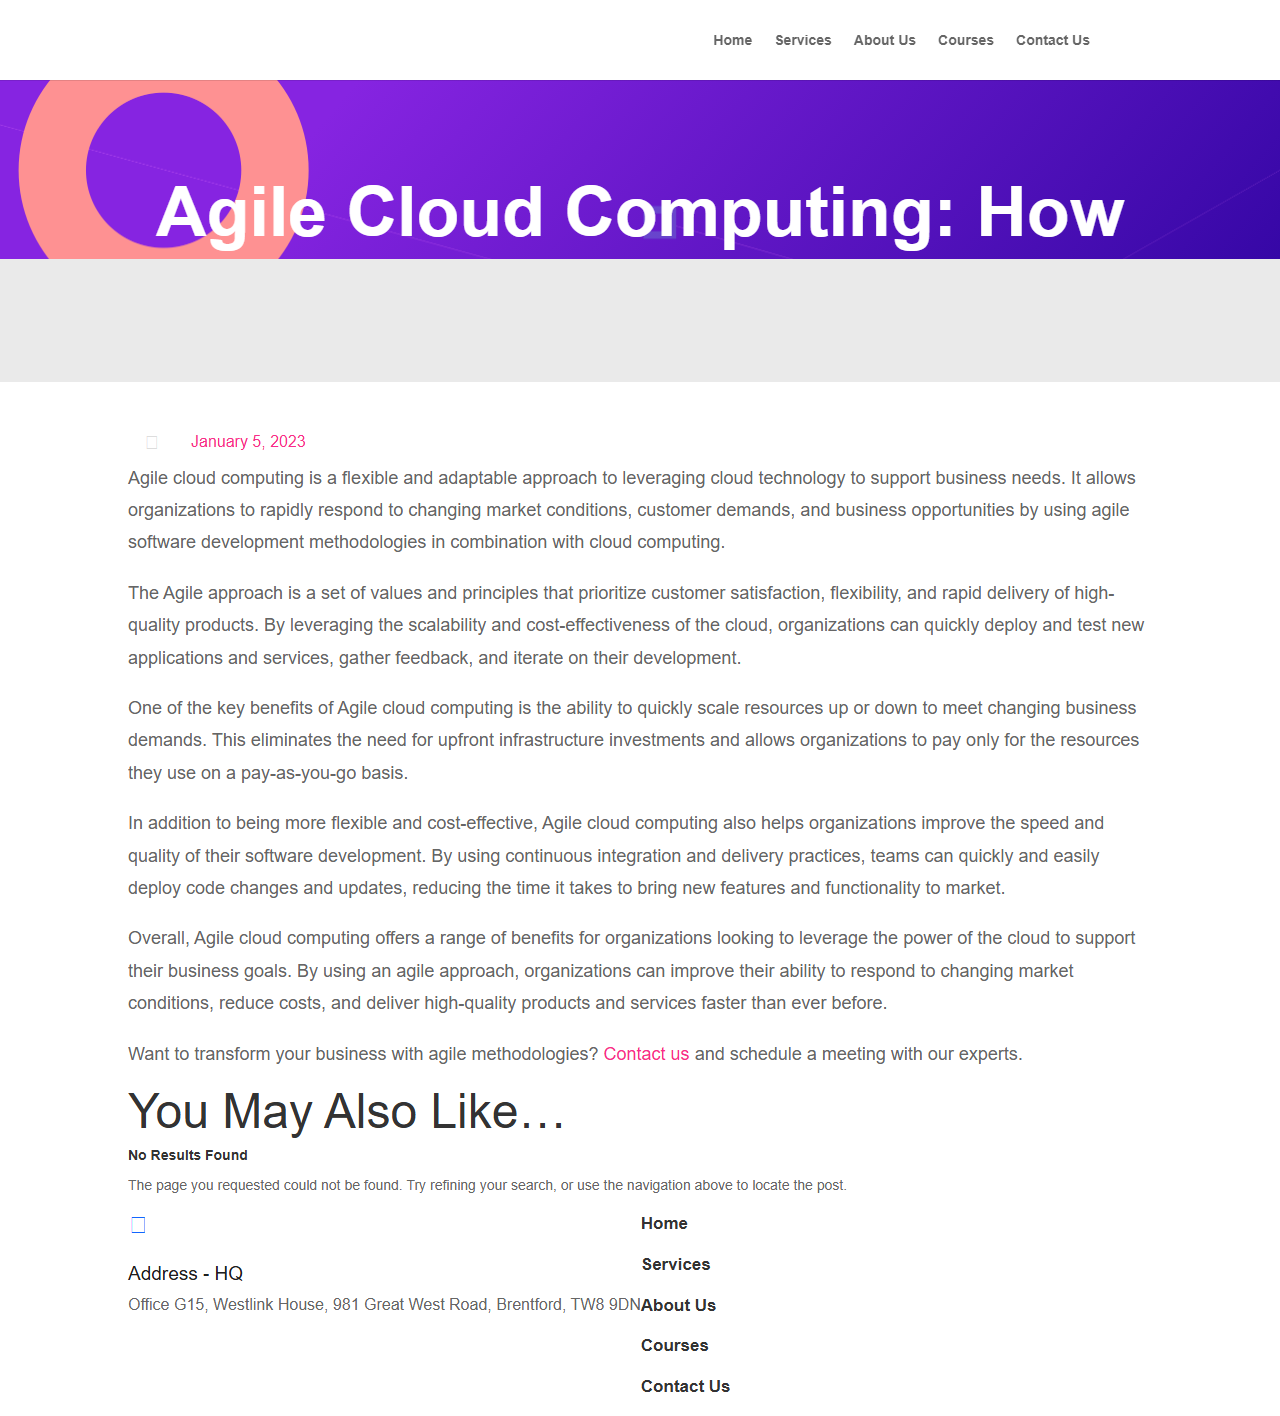 Home Services About Us Courses Contact Us
Agile Cloud Computing: How
January 5, 2023
Agile cloud computing is a flexible and adaptable approach to leveraging cloud technology to support business needs. It allows
organizations to rapidly respond to changing market conditions, customer demands, and business opportunities by using agile
software development methodologies in combination with cloud computing.
The Agile approach is a set of values and principles that prioritize customer satisfaction, flexibility, and rapid delivery of high-
quality products. By leveraging the scalability and cost-effectiveness of the cloud, organizations can quickly deploy and test new
applications and services, gather feedback, and iterate on their development.
One of the key benefits of Agile cloud computing is the ability to quickly scale resources up or down to meet changing business
demands. This eliminates the need for upfront infrastructure investments and allows organizations to pay only for the resources
they use on a pay-as-you-go basis.
In addition to being more flexible and cost-effective, Agile cloud computing also helps organizations improve the speed and
quality of their software development. By using continuous integration and delivery practices, teams can quickly and easily
deploy code changes and updates, reducing the time it takes to bring new features and functionality to market.
Overall, Agile cloud computing offers a range of benefits for organizations looking to leverage the power of the cloud to support
their business goals. By using an agile approach, organizations can improve their ability to respond to changing market
conditions, reduce costs, and deliver high-quality products and services faster than ever before.
Want to transform your business with agile methodologies? Contact us and schedule a meeting with our experts.
You May Also Like…
No Results Found
The page you requested could not be found. Try refining your search, or use the navigation above to locate the post.
Address - HQ
Office G15, Westlink House, 981 Great West Road, Brentford, TW8 9DN
Home
Services
About Us
Courses
Contact Us